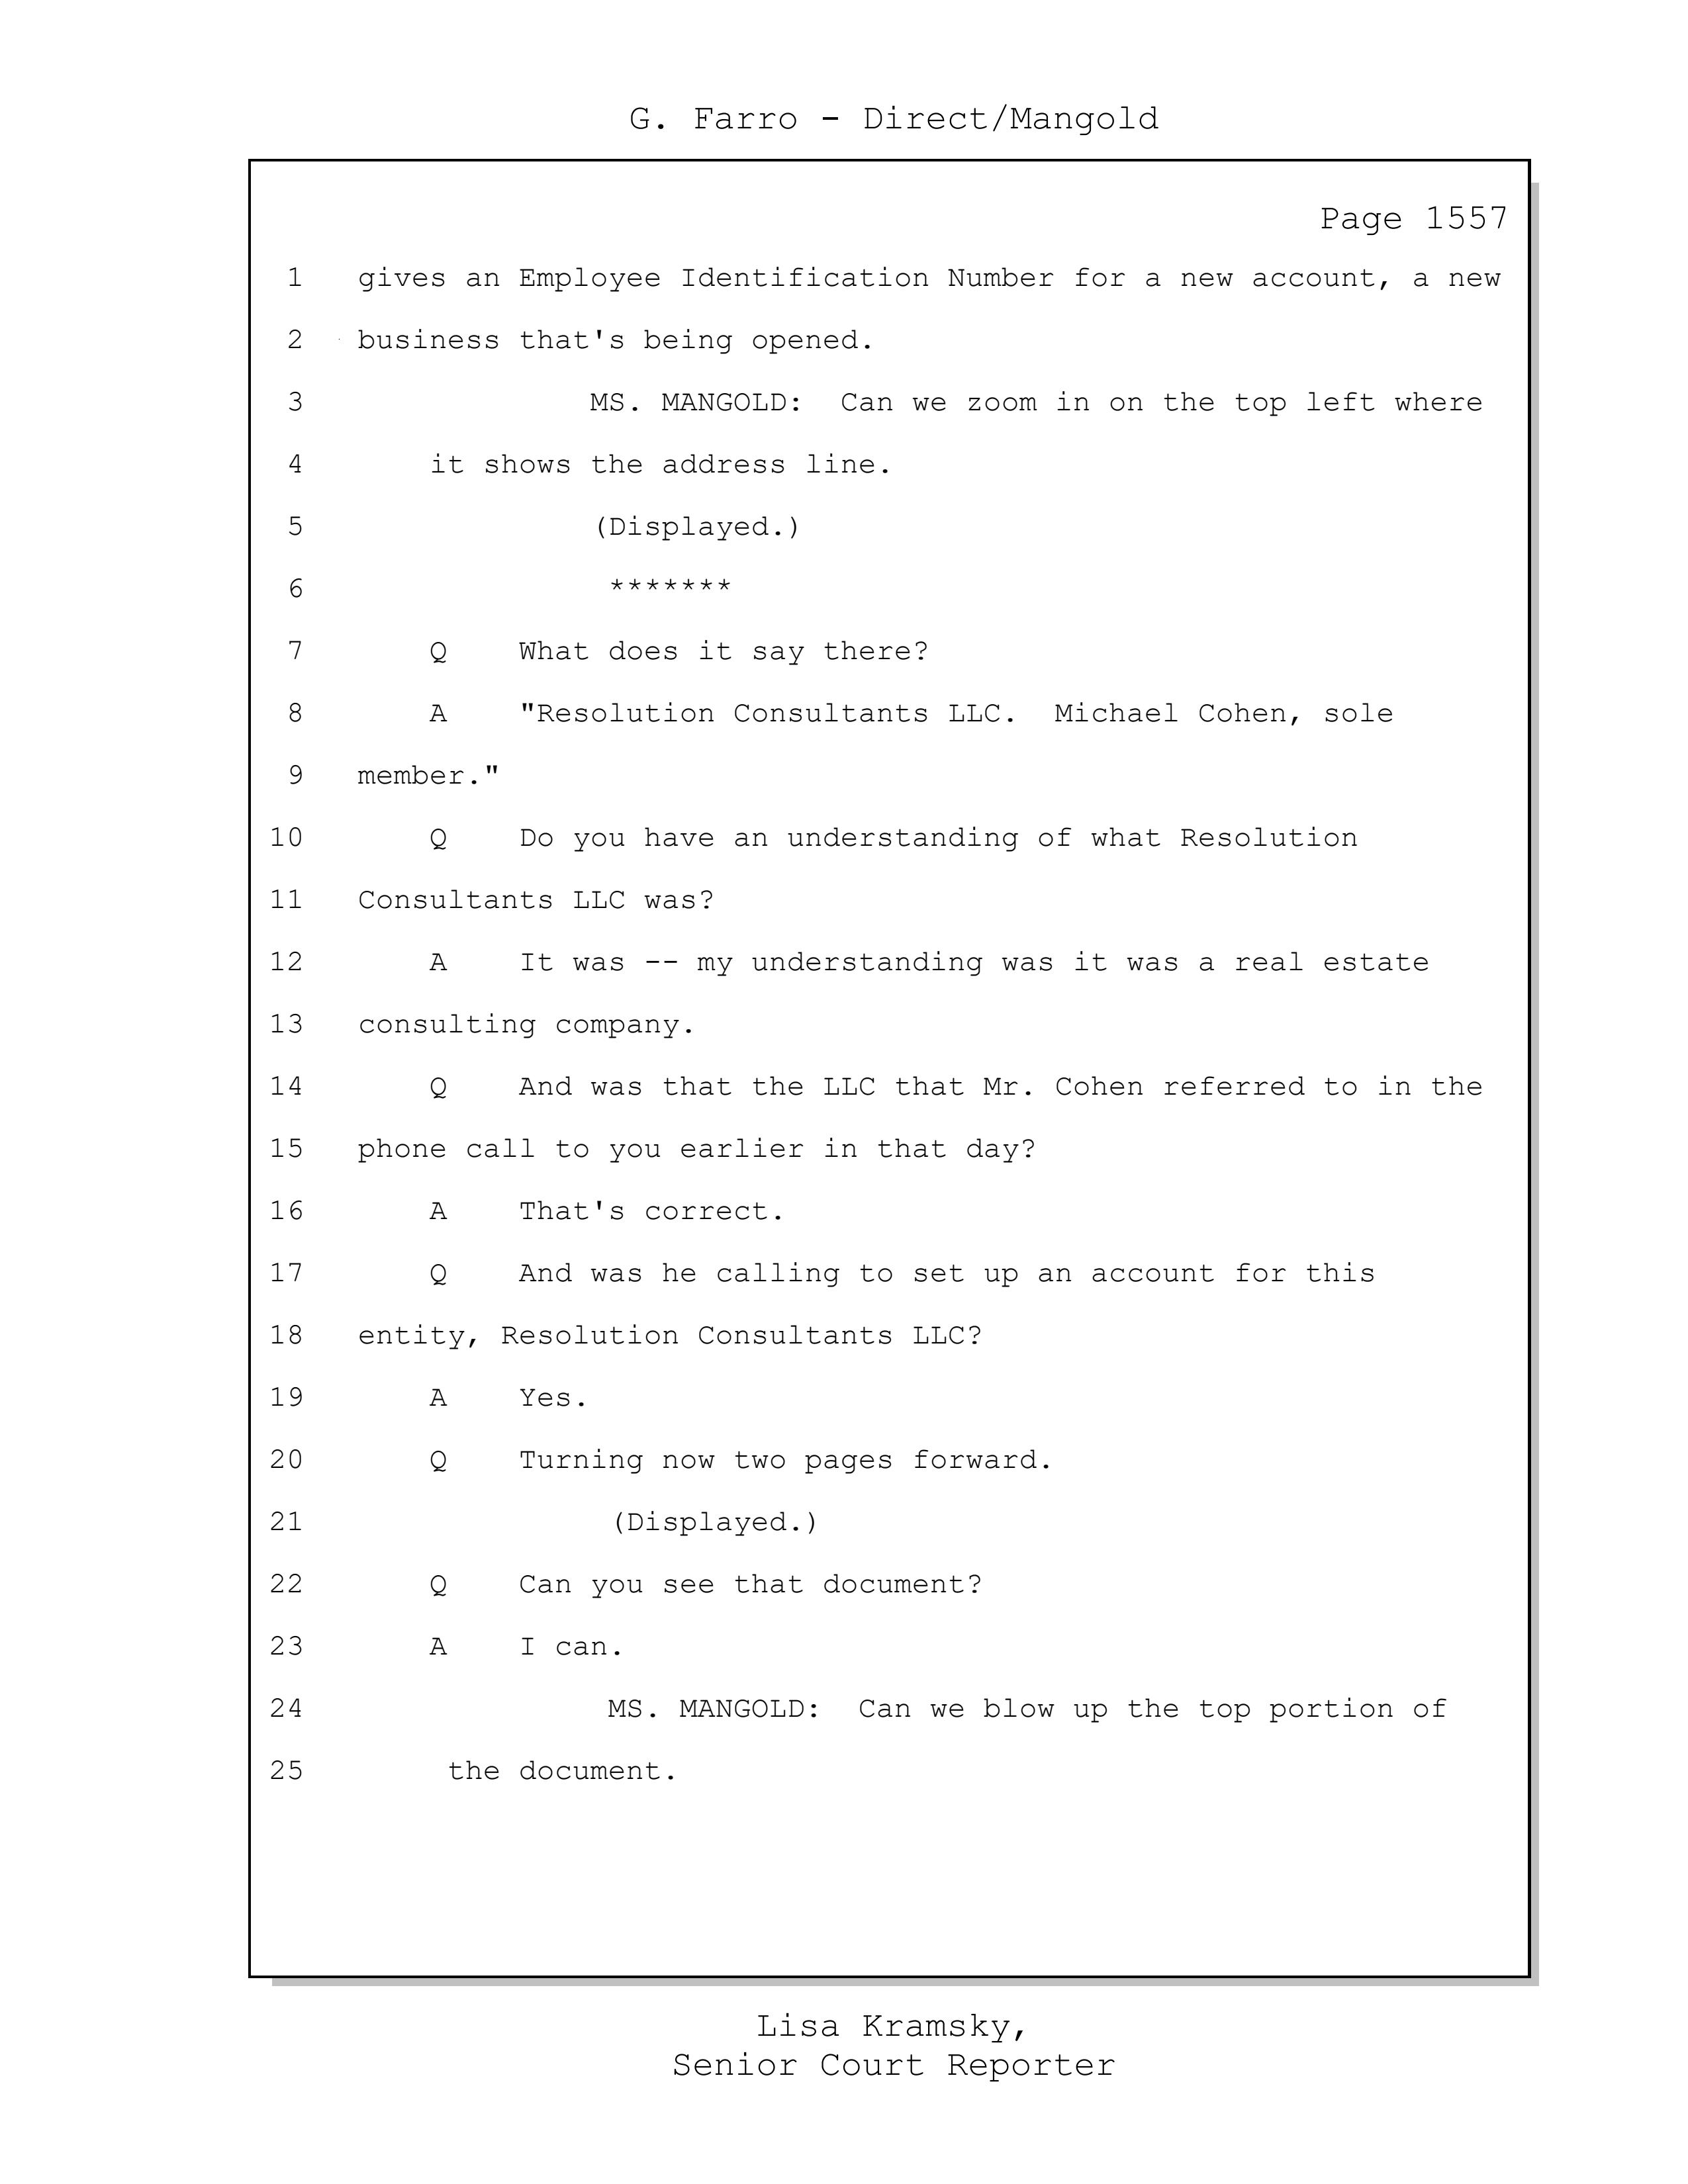 G. Farro - Direct/Mangold
Page 1557
1 gives an Employee Identification Number for a new account, a new
2 business that's being opened.
3 MS. MANGOLD: Can we zoom in on the top left where
4 it shows the address line.
5 (Displayed.)
6 *******
7 Q What does it say there?
8 A "Resolution Consultants LLC. Michael Cohen, sole
9 member."
10 Q Do you have an understanding of what Resolution
11 Consultants LLC was?
12 A It was -- my understanding was it was a real estate
13 consulting company.
14 Q And was that the LLC that Mr. Cohen referred to in the
15 phone call to you earlier in that day?
16 A That's correct.
17 Q And was he calling to set up an account for this
18 entity, Resolution Consultants LLC?
19 A Yes.
20 Q Turning now two pages forward.
21 (Displayed.)
22 Q Can you see that document?
23 A I can.
24 MS. MANGOLD: Can we blow up the top portion of
25 the document.
Lisa Kramsky,
Senior Court Reporter